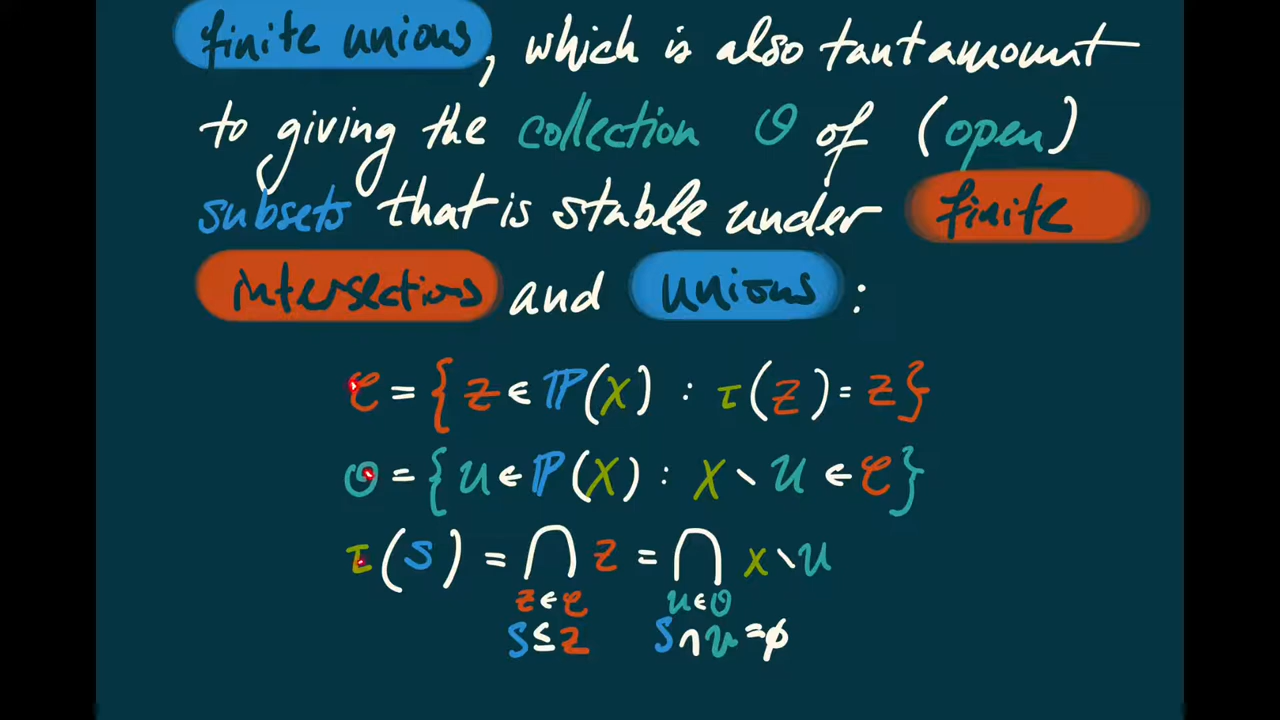 finite unions, which is also tantamount
to giving the collection O of (open)
subsets that is stable under finite
intersections and unions :
C = { Z ∈ P(X) : τ(Z) = Z }
O = { U ∈ P(X) : X ∖ U ∈ C }
τ(S) = ⋂ Z = ⋂ X ∖ U
Z ∈ C U ∈ O
S ⊆ Z S ∩ U = ϕ